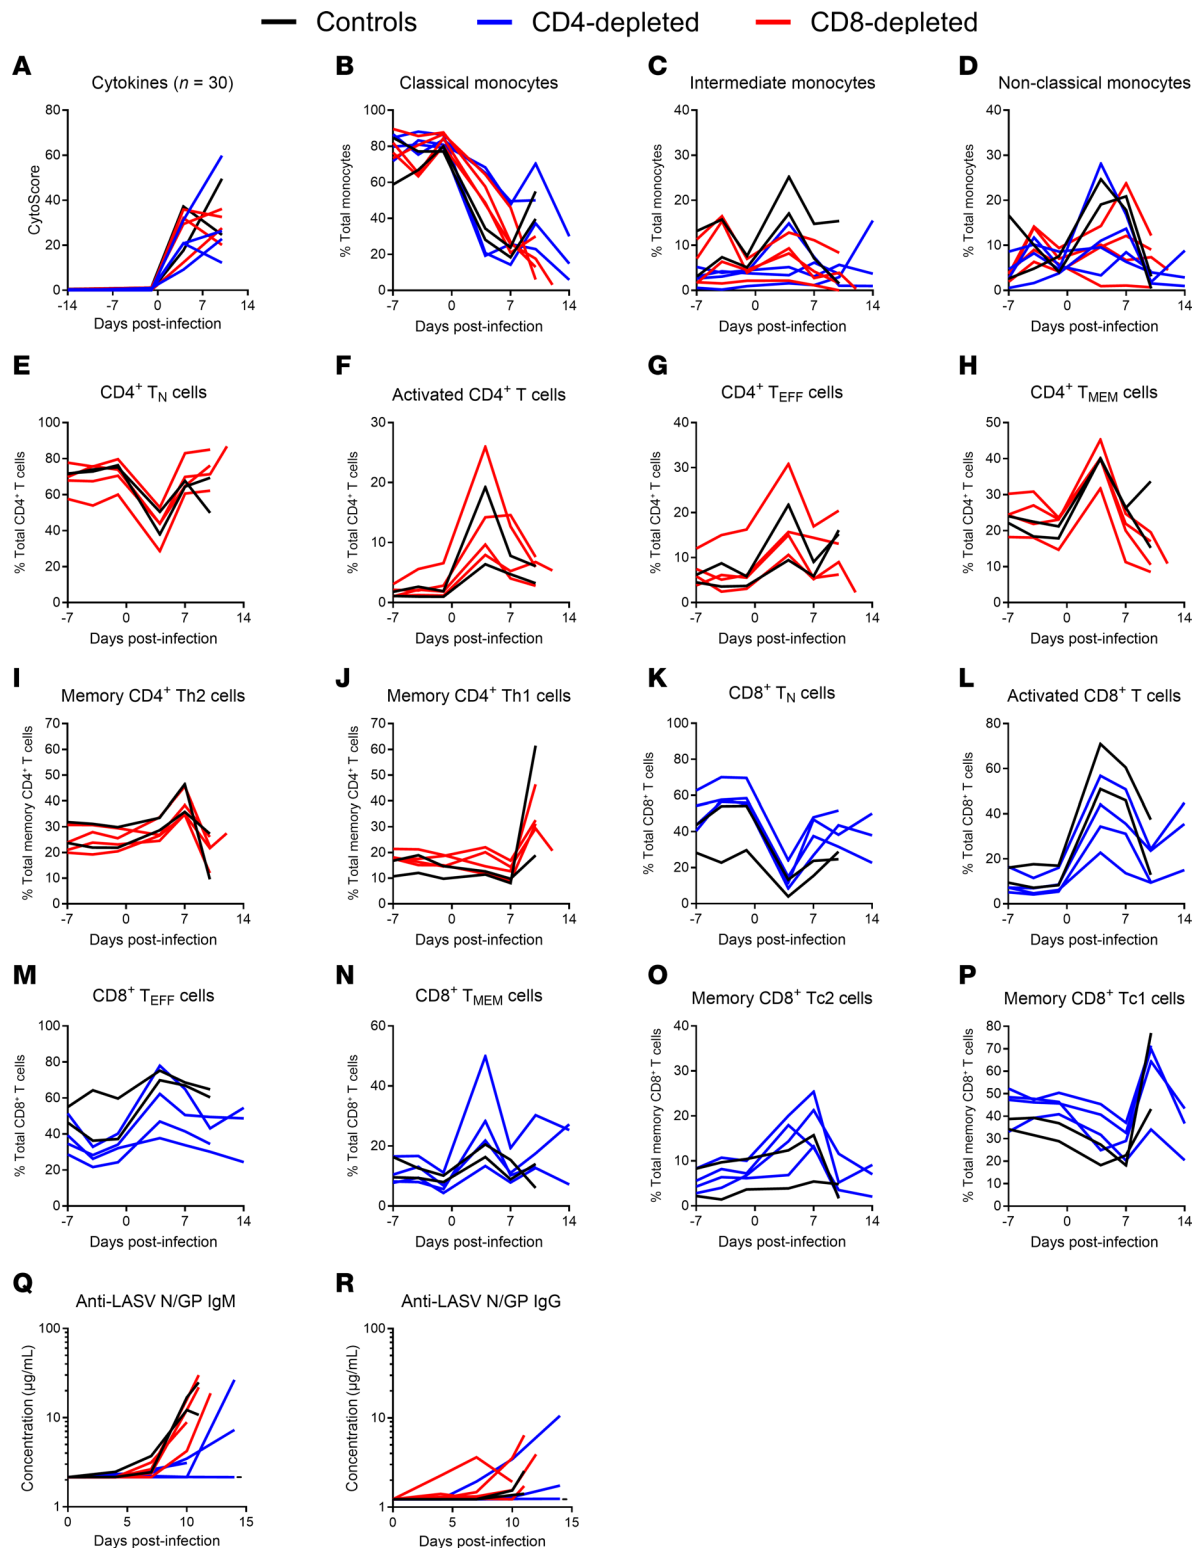 Controls CD4-depleted CD8-depleted
A B C D
Cytokines (n = 30) Classical monocytes Intermediate monocytes Non-classical monocytes
CytoScore
80
60
40
20
0
-14 -7 0 7 14
Days post-infection
% Total monocytes
100
80
60
40
20
0
-7 0 7 14
Days post-infection
% Total monocytes
40
30
20
10
0
-7 0 7 14
Days post-infection
% Total monocytes
40
30
20
10
0
-7 0 7 14
Days post-infection
E F G H
CD4⁺ T_N cells Activated CD4⁺ T cells CD4⁺ T_EFF cells CD4⁺ T_MEM cells
% Total CD4⁺ T cells
100
80
60
40
20
0
-7 0 7 14
Days post-infection
% Total CD4⁺ T cells
30
20
10
0
-7 0 7 14
Days post-infection
% Total CD4⁺ T cells
40
30
20
10
0
-7 0 7 14
Days post-infection
% Total CD4⁺ T cells
50
40
30
20
10
0
-7 0 7 14
Days post-infection
I J K L
Memory CD4⁺ Th2 cells Memory CD4⁺ Th1 cells CD8⁺ T_N cells Activated CD8⁺ T cells
% Total memory CD4⁺ T cells
70
60
50
40
30
20
10
0
-7 0 7 14
Days post-infection
% Total memory CD4⁺ T cells
70
60
50
40
30
20
10
0
-7 0 7 14
Days post-infection
% Total CD8⁺ T cells
100
80
60
40
20
0
-7 0 7 14
Days post-infection
% Total CD8⁺ T cells
80
60
40
20
0
-7 0 7 14
Days post-infection
M N O P
CD8⁺ T_EFF cells CD8⁺ T_MEM cells Memory CD8⁺ Tc2 cells Memory CD8⁺ Tc1 cells
% Total CD8⁺ T cells
100
80
60
40
20
0
-7 0 7 14
Days post-infection
% Total CD8⁺ T cells
60
40
20
0
-7 0 7 14
Days post-infection
% Total memory CD8⁺ T cells
40
30
20
10
0
-7 0 7 14
Days post-infection
% Total memory CD8⁺ T cells
80
70
60
50
40
30
20
10
0
-7 0 7 14
Days post-infection
Q R
Anti-LASV N/GP IgM Anti-LASV N/GP IgG
Concentration (µg/mL)
100
10
1
0 5 10 15
Days post-infection
Concentration (µg/mL)
100
10
1
0 5 10 15
Days post-infection